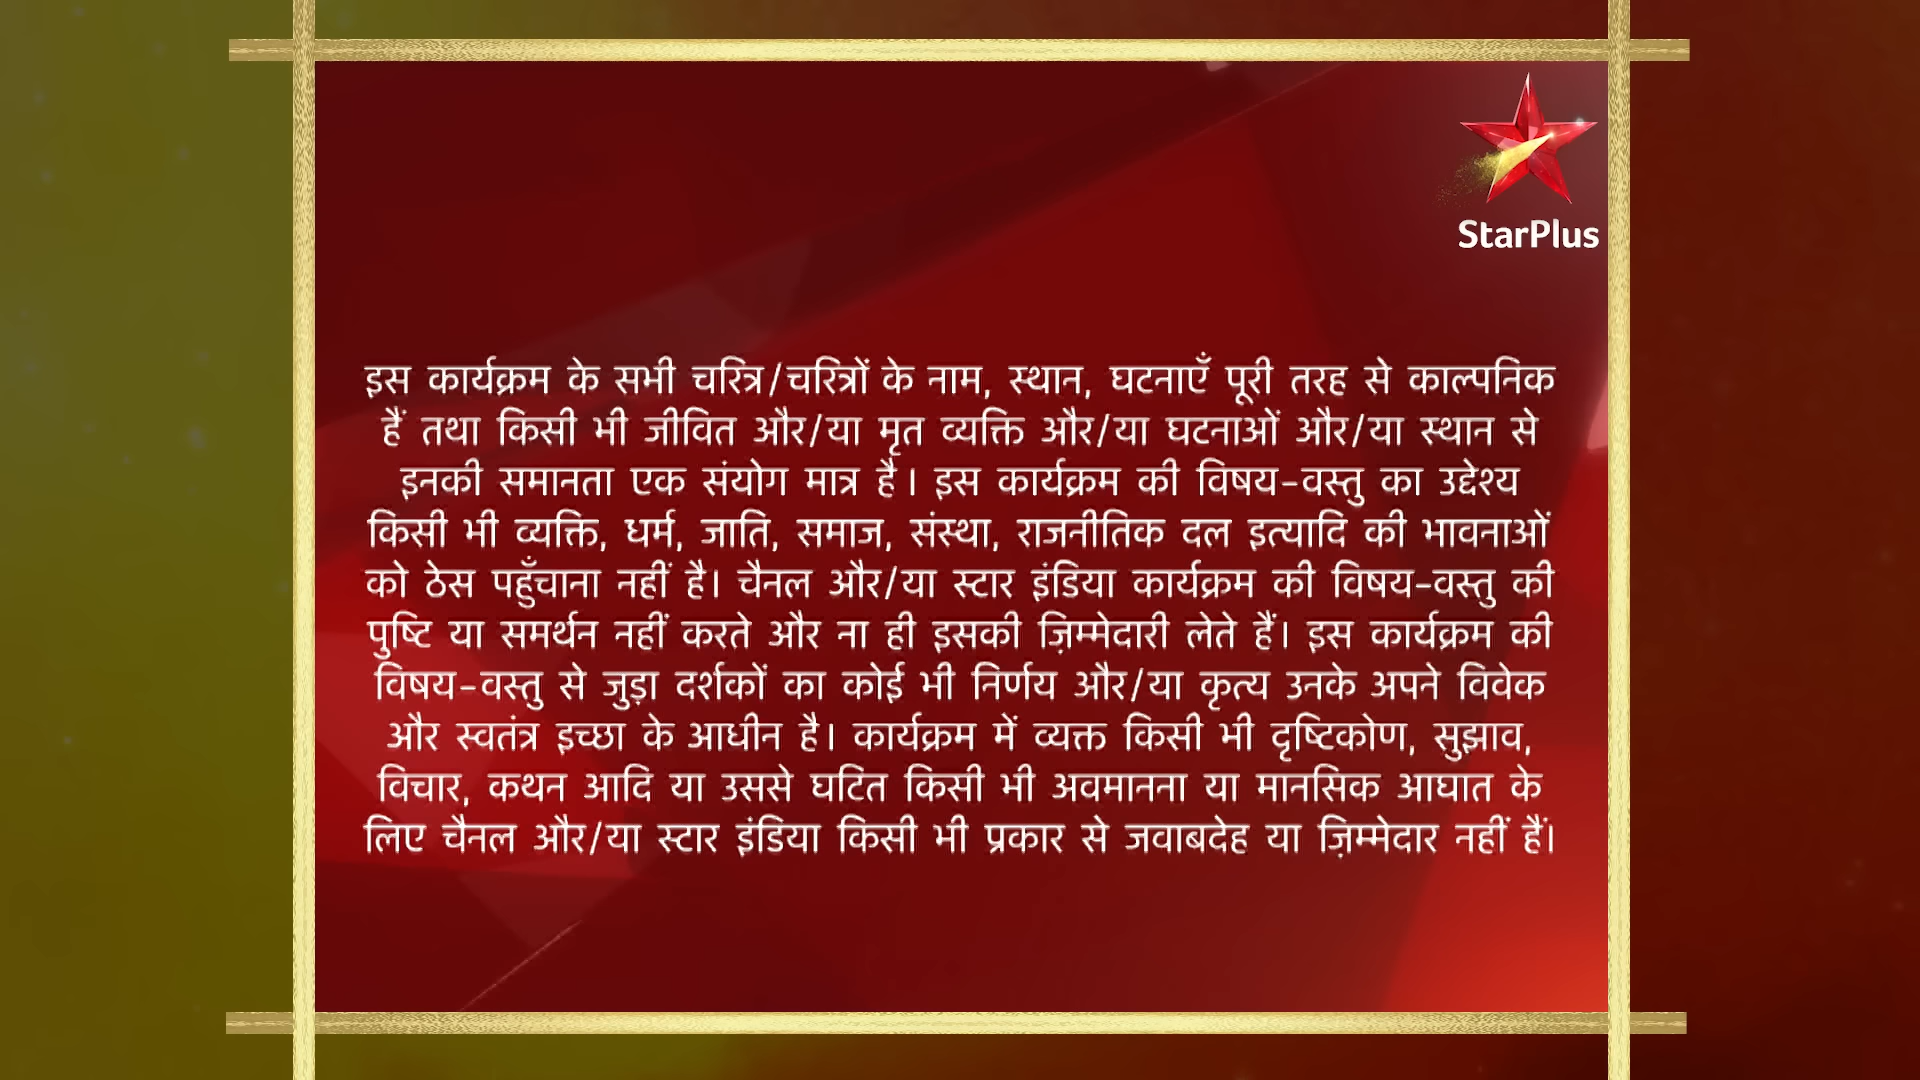 StarPlus
इस कार्यक्रम के सभी चरित्र/चरित्रों के नाम, स्थान, घटनाएँ पूरी तरह से काल्पनिक
हैं तथा किसी भी जीवित और/या मृत व्यक्ति और/या घटनाओं और/या स्थान से
इनकी समानता एक संयोग मात्र है। इस कार्यक्रम की विषय-वस्तु का उद्देश्य
किसी भी व्यक्ति, धर्म, जाति, समाज, संस्था, राजनीतिक दल इत्यादि की भावनाओं
को ठेस पहुँचाना नहीं है। चैनल और/या स्टार इंडिया कार्यक्रम की विषय-वस्तु की
पुष्टि या समर्थन नहीं करते और ना ही इसकी ज़िम्मेदारी लेते हैं। इस कार्यक्रम की
विषय-वस्तु से जुड़ा दर्शकों का कोई भी निर्णय और/या कृत्य उनके अपने विवेक
और स्वतंत्र इच्छा के आधीन है। कार्यक्रम में व्यक्त किसी भी दृष्टिकोण, सुझाव,
विचार, कथन आदि या उससे घटित किसी भी अवमानना या मानसिक आघात के
लिए चैनल और/या स्टार इंडिया किसी भी प्रकार से जवाबदेह या ज़िम्मेदार नहीं हैं।